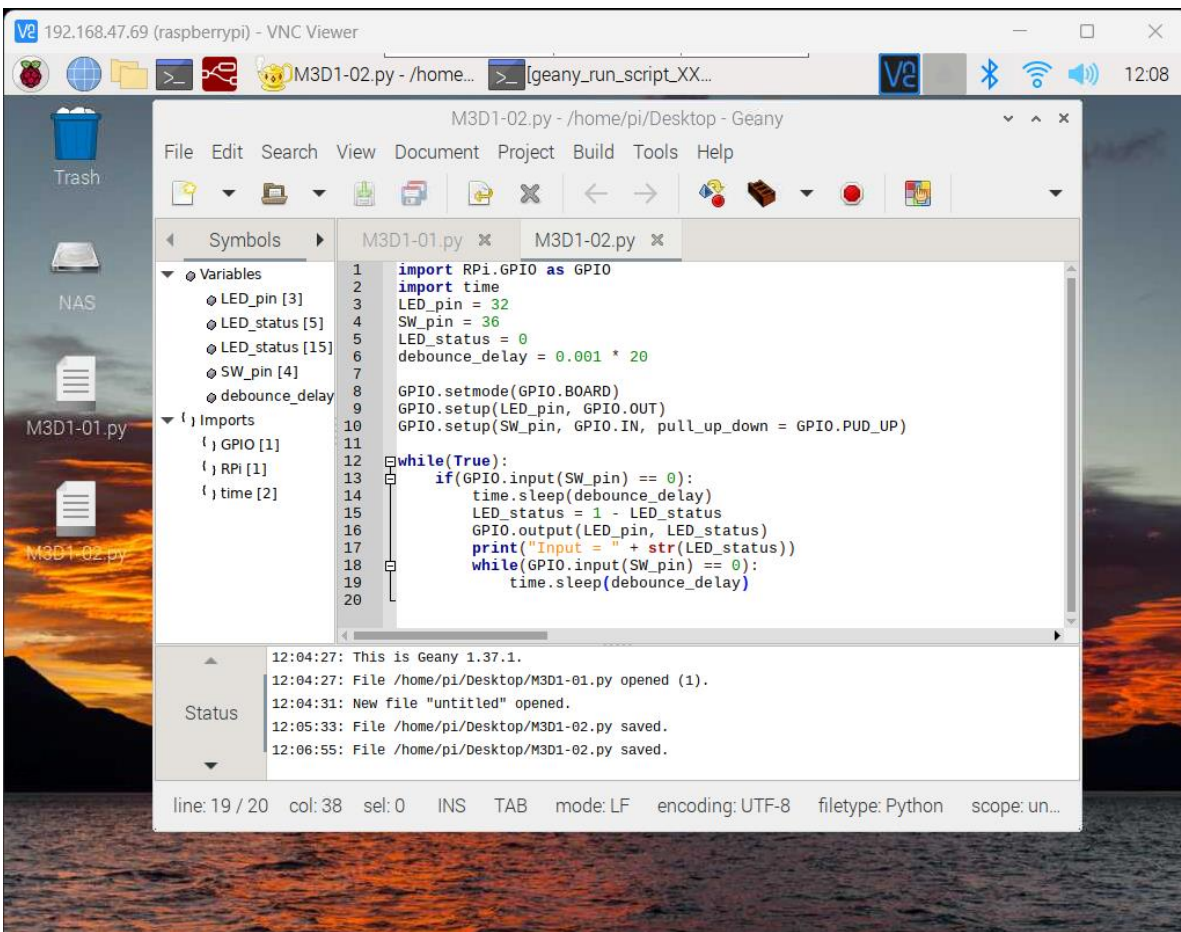 192.168.47.69 (raspberrypi) - VNC Viewer
M3D1-02.py - /home... [geany_run_script_XX... 12:08
Trash
NAS
M3D1-01.py
M3D1-02.py
M3D1-02.py - /home/pi/Desktop - Geany
File Edit Search View Document Project Build Tools Help
Symbols M3D1-01.py M3D1-02.py
Variables
LED_pin [3]
LED_status [5]
LED_status [15]
SW_pin [4]
debounce_delay
Imports
GPIO [1]
RPi [1]
time [2]
1 import RPi.GPIO as GPIO
2 import time
3 LED_pin = 32
4 SW_pin = 36
5 LED_status = 0
6 debounce_delay = 0.001 * 20
7
8 GPIO.setmode(GPIO.BOARD)
9 GPIO.setup(LED_pin, GPIO.OUT)
10 GPIO.setup(SW_pin, GPIO.IN, pull_up_down = GPIO.PUD_UP)
11
12 while(True):
13 if(GPIO.input(SW_pin) == 0):
14 time.sleep(debounce_delay)
15 LED_status = 1 - LED_status
16 GPIO.output(LED_pin, LED_status)
17 print("Input = " + str(LED_status))
18 while(GPIO.input(SW_pin) == 0):
19 time.sleep(debounce_delay)
20
Status
12:04:27: This is Geany 1.37.1.
12:04:27: File /home/pi/Desktop/M3D1-01.py opened (1).
12:04:31: New file "untitled" opened.
12:05:33: File /home/pi/Desktop/M3D1-02.py saved.
12:06:55: File /home/pi/Desktop/M3D1-02.py saved.
line: 19 / 20 col: 38 sel: 0 INS TAB mode: LF encoding: UTF-8 filetype: Python scope: un...